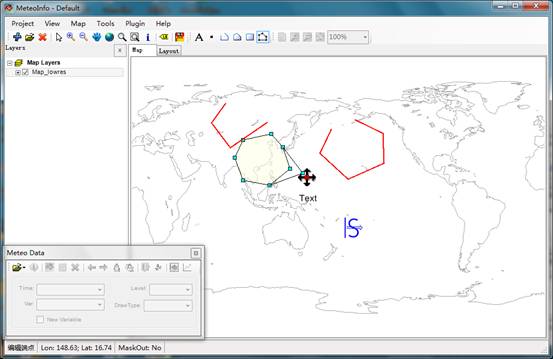 MeteoInfo - Default
Project View Map Tools Plugin Help
A 100%
Layers x Map Layout
Map Layers
Map_lowres
Text
S
Meteo Data
Time: Level:
Var: DrawType:
New Variable
编辑端点 Lon: 148.63; Lat: 16.74 MaskOut: No